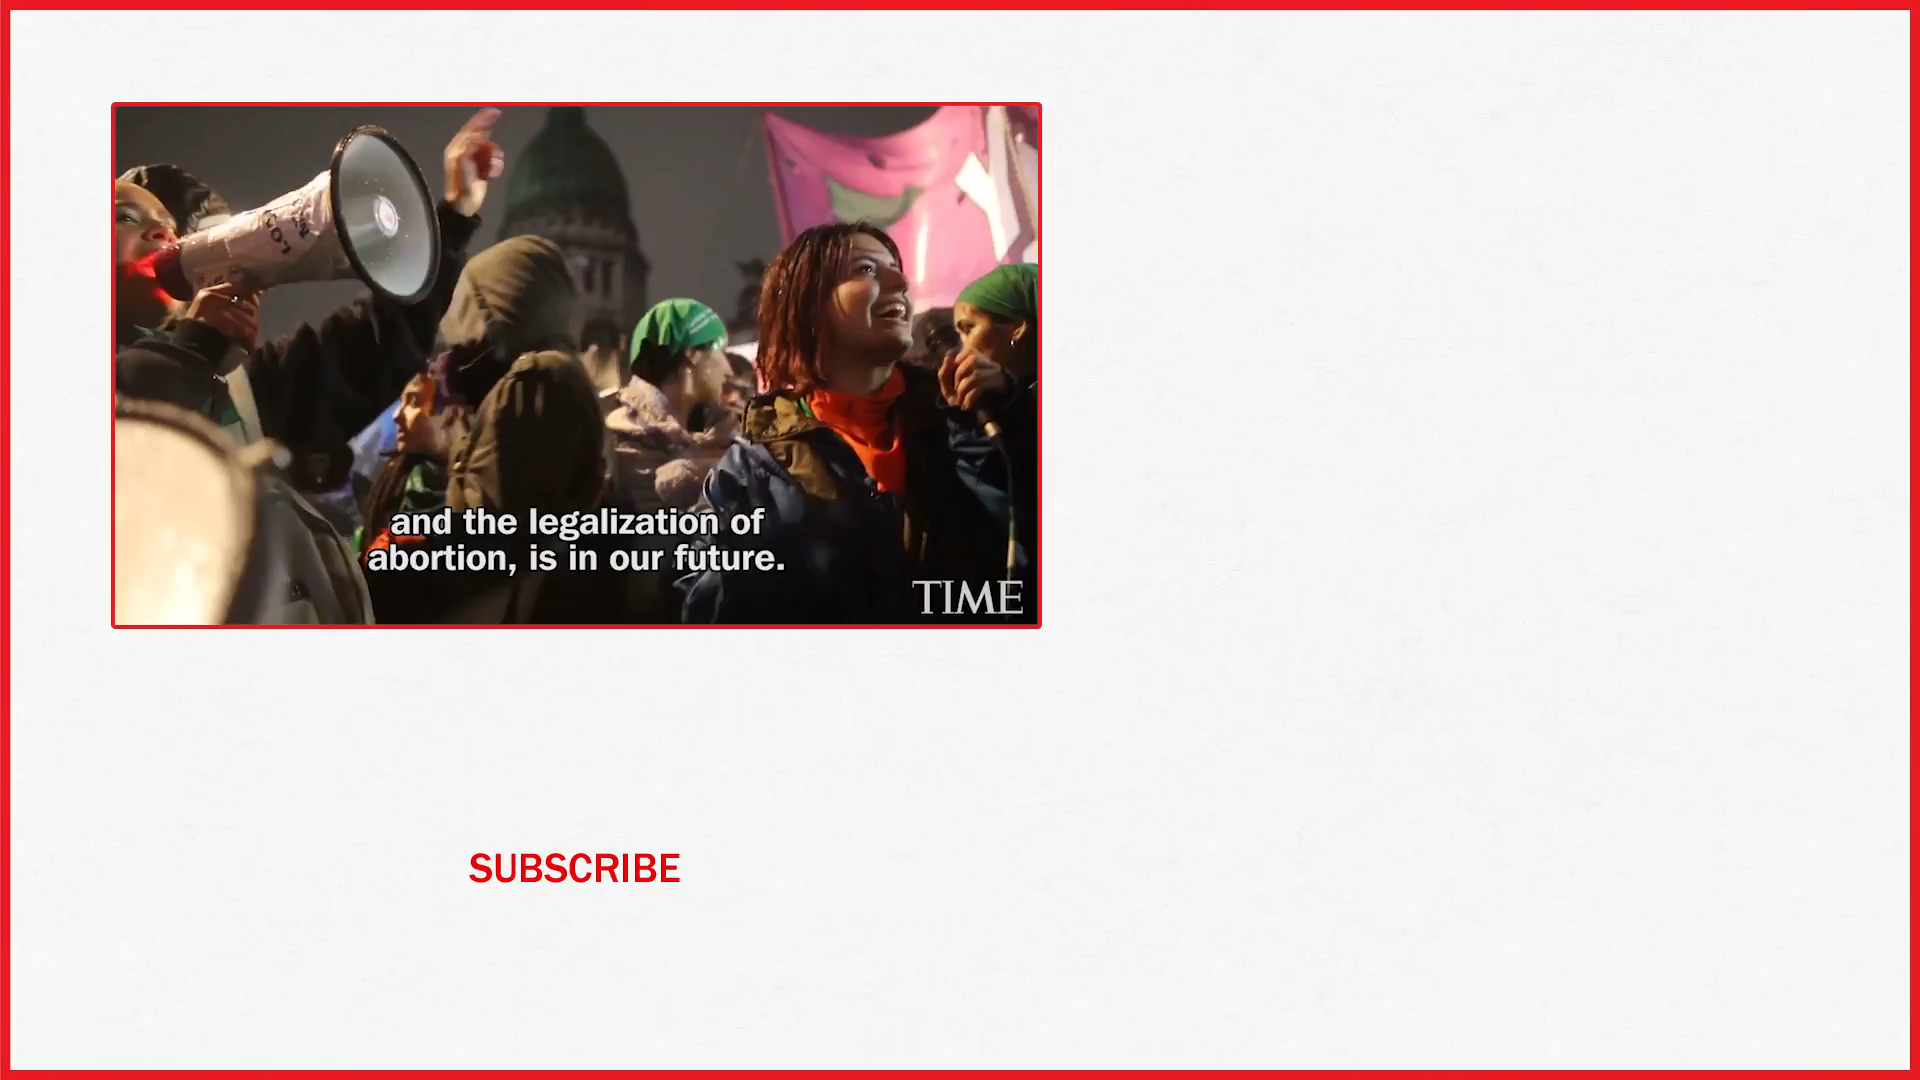 and the legalization of
abortion, is in our future.
TIME
SUBSCRIBE